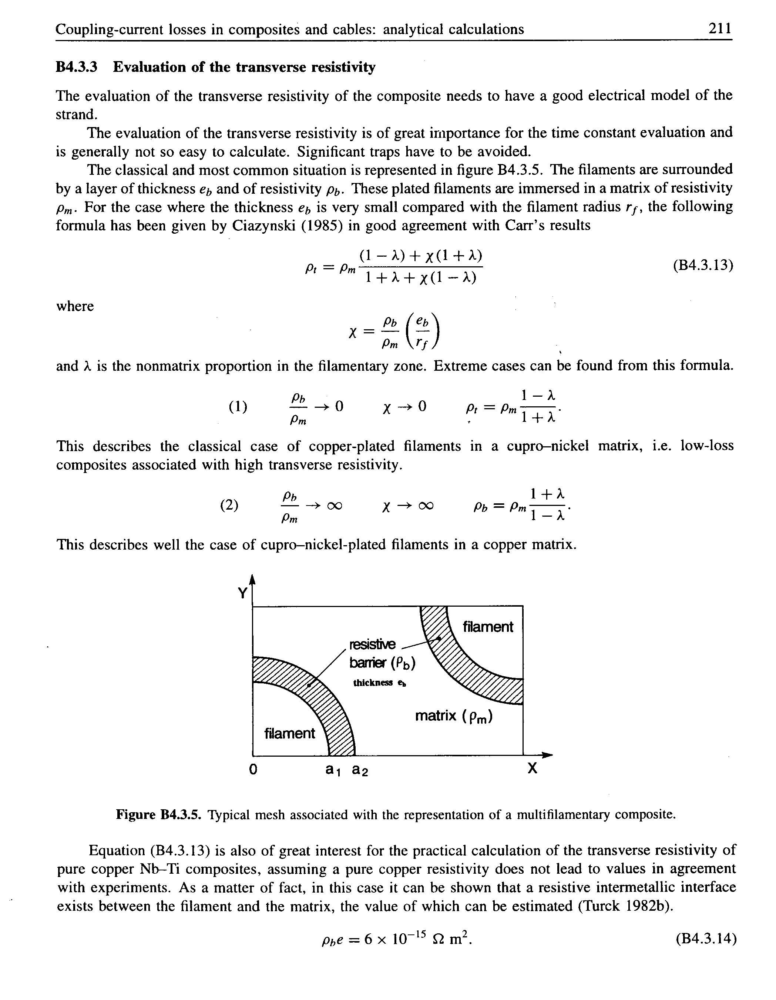 Coupling-current losses in composites and cables: analytical calculations 211
B4.3.3 Evaluation of the transverse resistivity
The evaluation of the transverse resistivity of the composite needs to have a good electrical model of the
strand.
The evaluation of the transverse resistivity is of great importance for the time constant evaluation and
is generally not so easy to calculate. Significant traps have to be avoided.
The classical and most common situation is represented in figure B4.3.5. The filaments are surrounded
by a layer of thickness e_b and of resistivity ρ_b. These plated filaments are immersed in a matrix of resistivity
ρ_m. For the case where the thickness e_b is very small compared with the filament radius r_f, the following
formula has been given by Ciazynski (1985) in good agreement with Carr's results
ρ_t = ρ_m \frac{(1 − λ) + χ(1 + λ)}{1 + λ + χ(1 − λ)} (B4.3.13)
where
χ = \frac{ρ_b}{ρ_m} \left( \frac{e_b}{r_f} \right)
and λ is the nonmatrix proportion in the filamentary zone. Extreme cases can be found from this formula.
(1) \frac{ρ_b}{ρ_m} → 0 χ → 0 ρ_t = ρ_m \frac{1 − λ}{1 + λ}.
This describes the classical case of copper-plated filaments in a cupro–nickel matrix, i.e. low-loss
composites associated with high transverse resistivity.
(2) \frac{ρ_b}{ρ_m} → ∞ χ → ∞ ρ_b = ρ_m \frac{1 + λ}{1 − λ}.
This describes well the case of cupro–nickel-plated filaments in a copper matrix.
Y
filament
resistive
barrier (ρ_b)
thickness e_b
matrix (ρ_m)
filament
0 a_1 a_2 X
Figure B4.3.5. Typical mesh associated with the representation of a multifilamentary composite.
Equation (B4.3.13) is also of great interest for the practical calculation of the transverse resistivity of
pure copper Nb–Ti composites, assuming a pure copper resistivity does not lead to values in agreement
with experiments. As a matter of fact, in this case it can be shown that a resistive intermetallic interface
exists between the filament and the matrix, the value of which can be estimated (Turck 1982b).
ρ_b e = 6 × 10^{−15} Ω m^2. (B4.3.14)